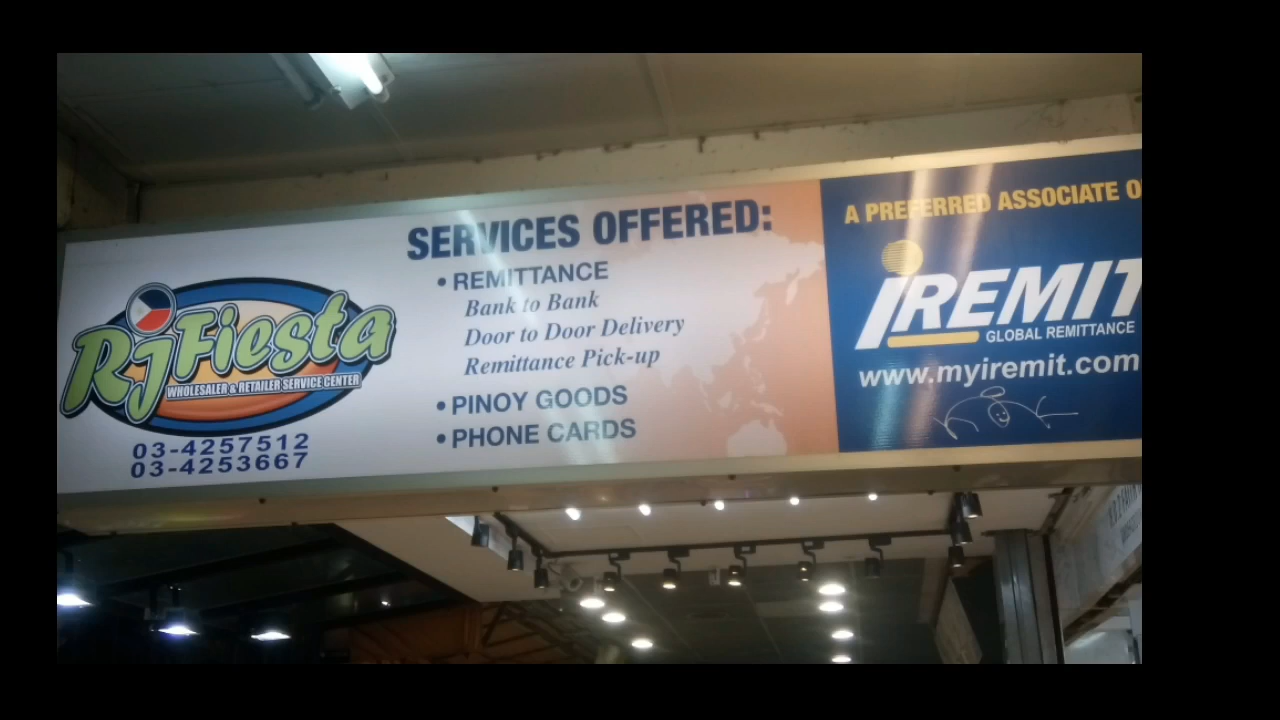 RjFiesta
WHOLESALER & RETAILER SERVICE CENTER
03-4257512
03-4253667
SERVICES OFFERED:
• REMITTANCE
Bank to Bank
Door to Door Delivery
Remittance Pick-up
• PINOY GOODS
• PHONE CARDS
A PREFERRED ASSOCIATE O
IREMIT
GLOBAL REMITTANCE
www.myiremit.com